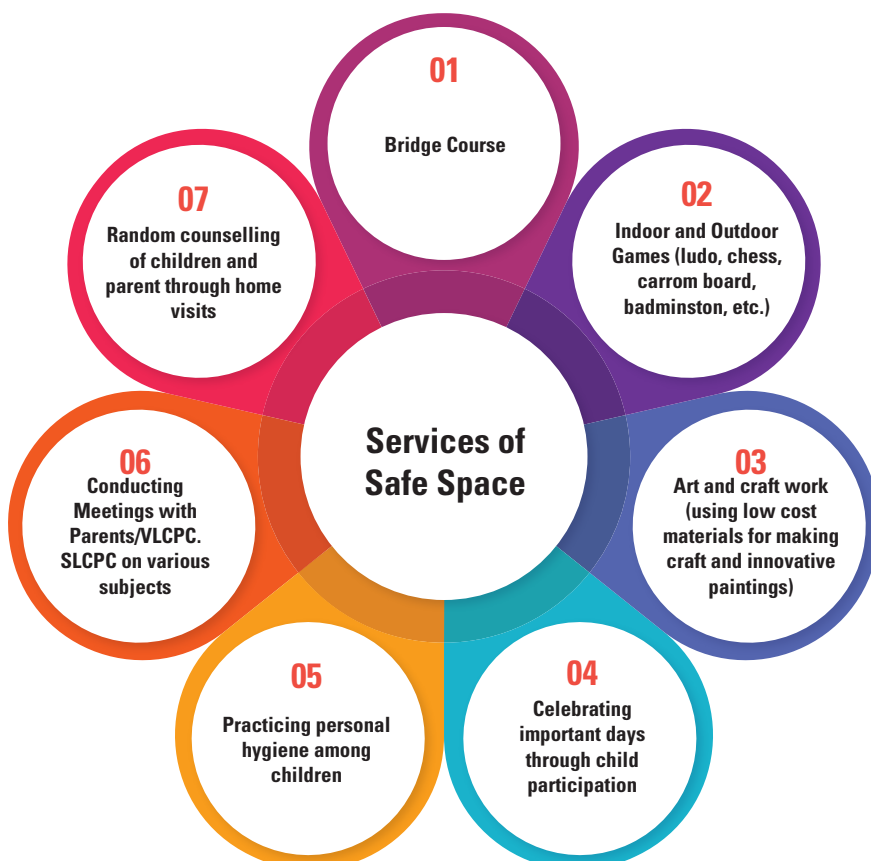 Services of
Safe Space
01
Bridge Course
02
Indoor and Outdoor
Games (ludo, chess,
carrom board,
badminston, etc.)
03
Art and craft work
(using low cost
materials for making
craft and innovative
paintings)
04
Celebrating
important days
through child
participation
05
Practicing personal
hygiene among
children
06
Conducting
Meetings with
Parents/VLCPC.
SLCPC on various
subjects
07
Random counselling
of children and
parent through home
visits